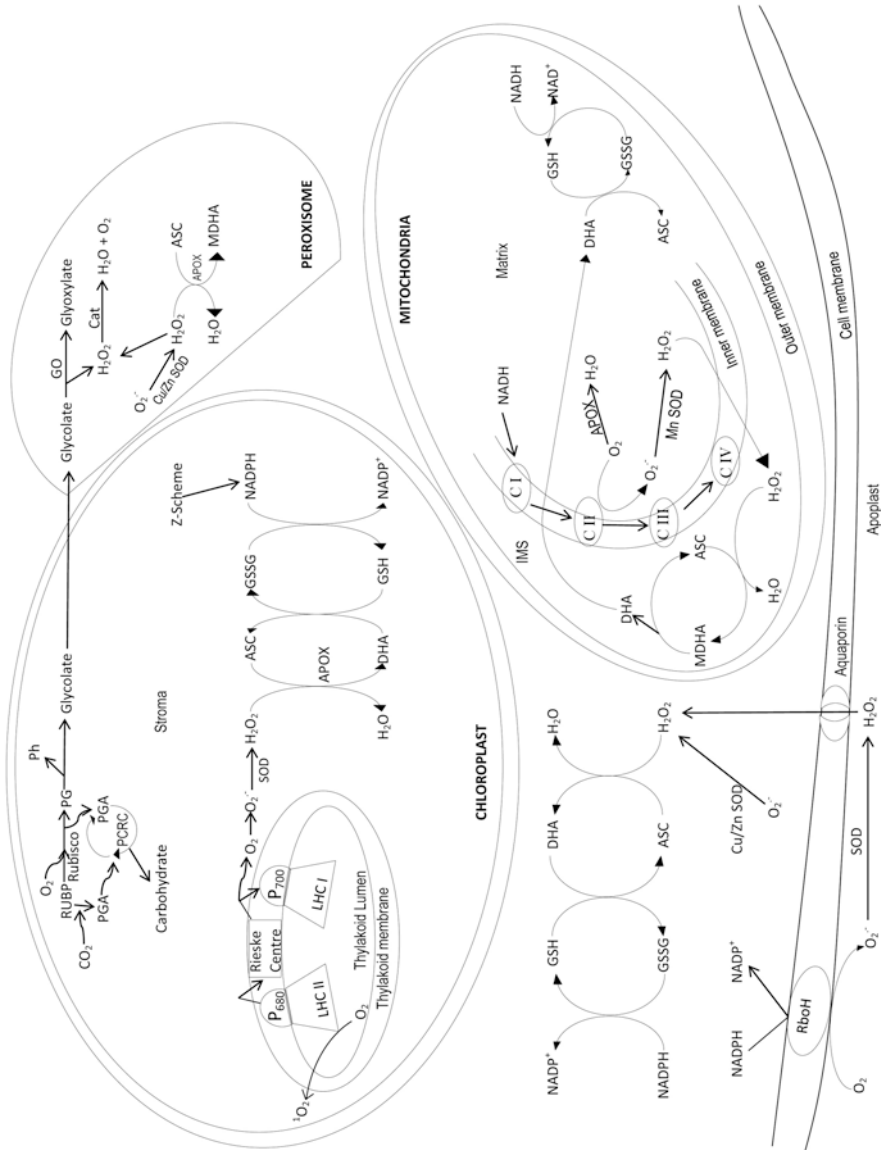 CO₂
O₂
RUBP
Rubisco
PG
Ph
PGA
PGA
PCRC
Carbohydrate
Glycolate
Glycolate
GO
Glyoxylate
H₂O₂
Cat
H₂O + O₂
O₂·⁻
Cu/Zn SOD
H₂O₂
ASC
APOX
H₂O
MDHA
PEROXISOME
Stroma
Z-Scheme
NADPH
NADP⁺
GSSG
GSH
ASC
DHA
APOX
H₂O₂
H₂O
SOD
O₂·⁻
O₂
P₇₀₀
LHC I
Rieske
Centre
P₆₈₀
LHC II
Thylakoid Lumen
Thylakoid membrane
O₂
¹O₂
CHLOROPLAST
MITOCHONDRIA
Matrix
NADH
NAD⁺
GSH
GSSG
DHA
ASC
NADH
C I
C II
C III
C IV
IMS
O₂
APOX
H₂O
O₂·⁻
Mn SOD
H₂O₂
Inner membrane
Outer membrane
Cell membrane
H₂O₂
ASC
H₂O
DHA
MDHA
NADP⁺
NADPH
GSH
GSSG
DHA
ASC
H₂O
H₂O₂
Cu/Zn SOD
O₂·⁻
NADPH
NADP⁺
RboH
O₂
O₂·⁻
SOD
H₂O₂
Aquaporin
Apoplast